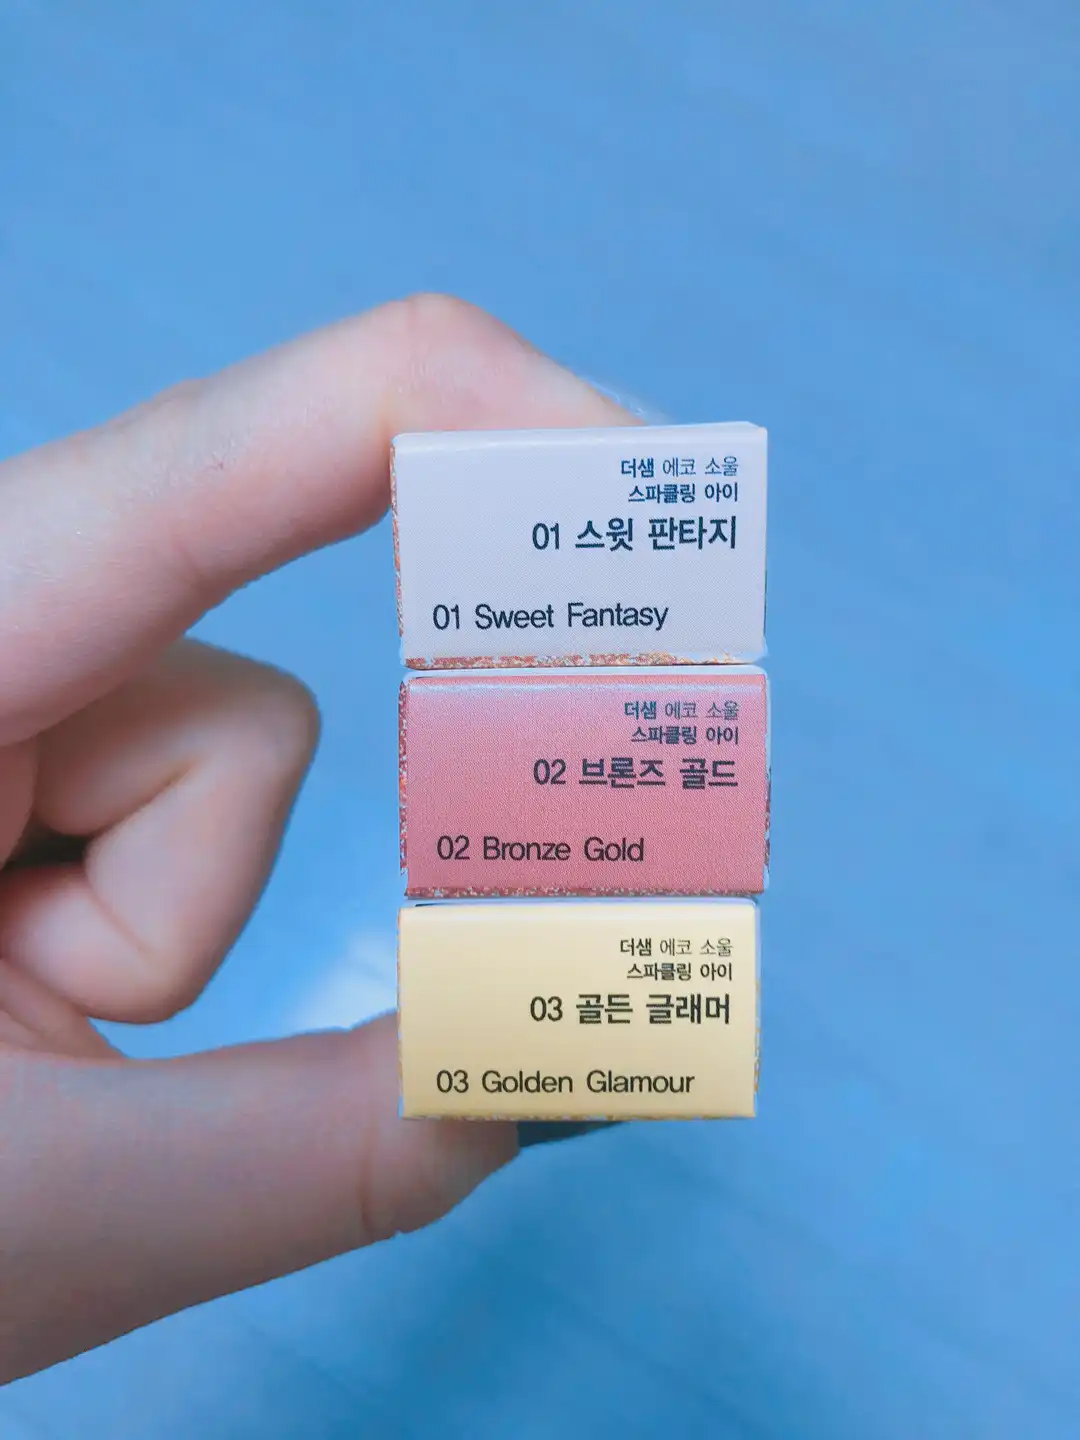 더샘 에코 소울
스파클링 아이
01 스윗 판타지
01 Sweet Fantasy
더샘 에코 소울
스파클링 아이
02 브론즈 골드
02 Bronze Gold
더샘 에코 소울
스파클링 아이
03 골든 글래머
03 Golden Glamour